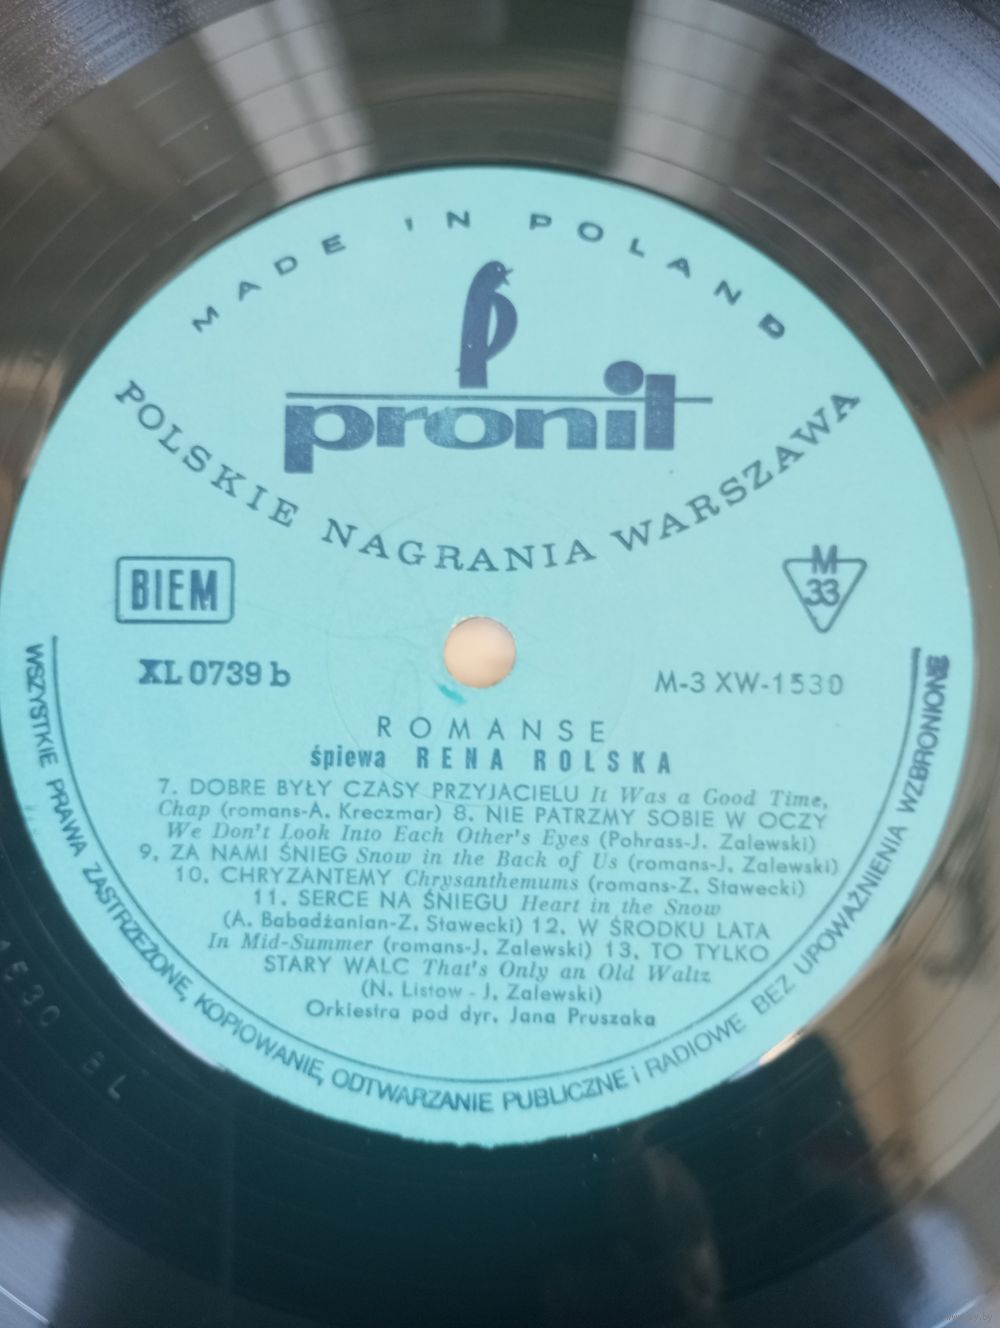 MADE IN POLAND
pronit
POLSKIE NAGRANIA WARSZAWA
BIEM
M
33
XL 0739 b
M-3 XW-1530
ROMANSE
śpiewa RENA ROLSKA
7. DOBRE BYŁY CZASY PRZYJACIELU It Was a Good Time,
Chap (romans-A. Kreczmar) 8. NIE PATRZMY SOBIE W OCZY
We Don't Look Into Each Other's Eyes (Pohrass-J. Zalewski)
9. ZA NAMI ŚNIEG Snow in the Back of Us (romans-J. Zalewski)
10. CHRYZANTEMY Chrysanthemums (romans-Z. Stawecki)
11. SERCE NA ŚNIEGU Heart in the Snow
(A. Babadżanian-Z. Stawecki) 12. W ŚRODKU LATA
In Mid-Summer (romans-J. Zalewski) 13. TO TYLKO
STARY WALC That's Only an Old Waltz
(N. Listow - J. Zalewski)
Orkiestra pod dyr. Jana Pruszaka
WSZYSTKIE PRAWA ZASTRZEŻONE, KOPIOWANIE, ODTWARZANIE PUBLICZNE i RADIOWE BEZ UPOWAŻNIENIA WZBRONIONE
1530 BL